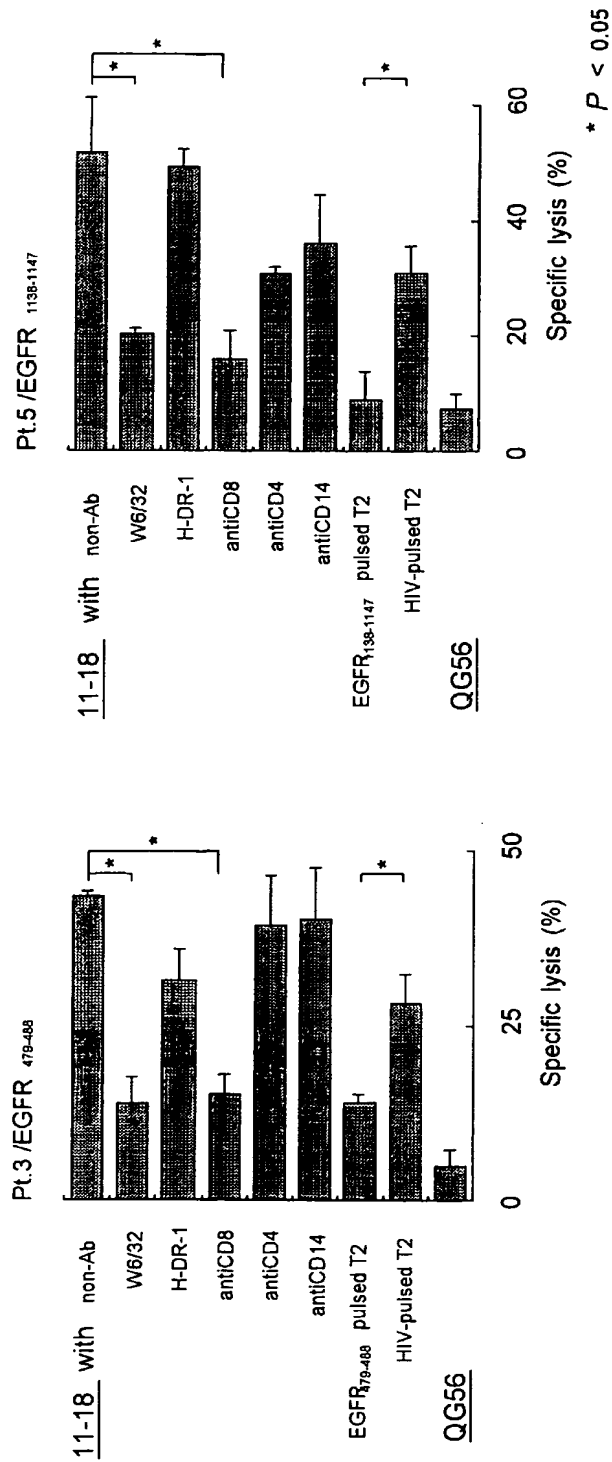 Pt.3 /EGFR 479-488
11-18 with non-Ab
W6/32
H-DR-1
antiCD8
antiCD4
antiCD14
EGFR479-488 pulsed T2
HIV-pulsed T2
QG56
*
*
*
0 25 50
Specific lysis (%)
Pt.5 /EGFR 1138-1147
11-18 with non-Ab
W6/32
H-DR-1
antiCD8
antiCD4
antiCD14
EGFR1138-1147 pulsed T2
HIV-pulsed T2
QG56
*
*
*
0 20 40 60
Specific lysis (%)
* P < 0.05